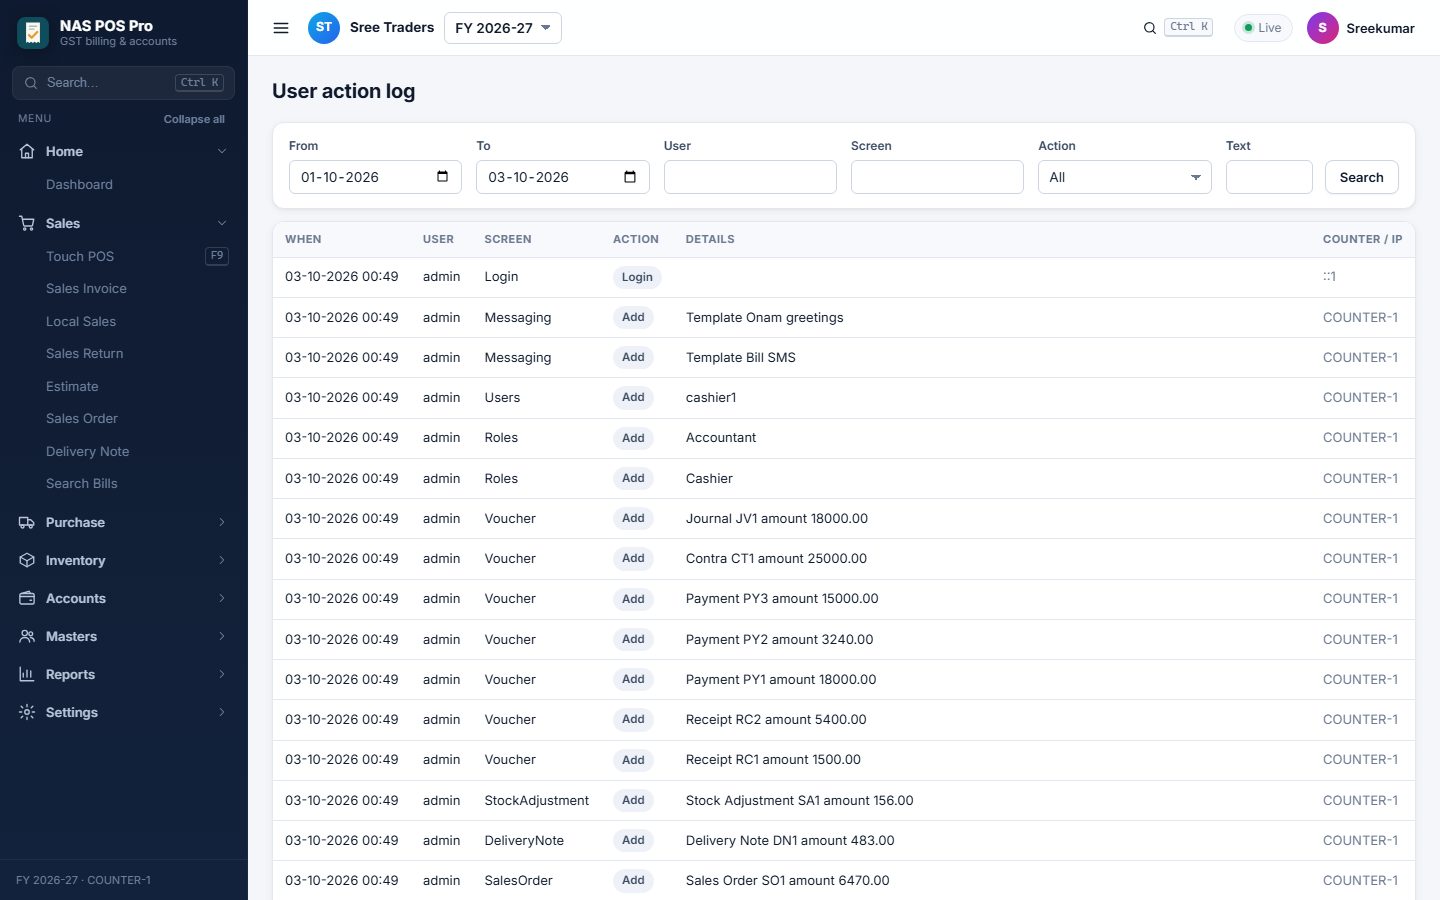 NAS POS Pro
GST billing & accounts
Search... Ctrl K
MENU Collapse all
Home
Dashboard
Sales
Touch POS F9
Sales Invoice
Local Sales
Sales Return
Estimate
Sales Order
Delivery Note
Search Bills
Purchase
Inventory
Accounts
Masters
Reports
Settings
FY 2026-27 · COUNTER-1
ST Sree Traders FY 2026-27 Ctrl K Live S Sreekumar
User action log
From To User Screen Action Text
01-10-2026 03-10-2026 All Search
WHEN USER SCREEN ACTION DETAILS COUNTER / IP
03-10-2026 00:49 admin Login Login ::1
03-10-2026 00:49 admin Messaging Add Template Onam greetings COUNTER-1
03-10-2026 00:49 admin Messaging Add Template Bill SMS COUNTER-1
03-10-2026 00:49 admin Users Add cashier1 COUNTER-1
03-10-2026 00:49 admin Roles Add Accountant COUNTER-1
03-10-2026 00:49 admin Roles Add Cashier COUNTER-1
03-10-2026 00:49 admin Voucher Add Journal JV1 amount 18000.00 COUNTER-1
03-10-2026 00:49 admin Voucher Add Contra CT1 amount 25000.00 COUNTER-1
03-10-2026 00:49 admin Voucher Add Payment PY3 amount 15000.00 COUNTER-1
03-10-2026 00:49 admin Voucher Add Payment PY2 amount 3240.00 COUNTER-1
03-10-2026 00:49 admin Voucher Add Payment PY1 amount 18000.00 COUNTER-1
03-10-2026 00:49 admin Voucher Add Receipt RC2 amount 5400.00 COUNTER-1
03-10-2026 00:49 admin Voucher Add Receipt RC1 amount 1500.00 COUNTER-1
03-10-2026 00:49 admin StockAdjustment Add Stock Adjustment SA1 amount 156.00 COUNTER-1
03-10-2026 00:49 admin DeliveryNote Add Delivery Note DN1 amount 483.00 COUNTER-1
03-10-2026 00:49 admin SalesOrder Add Sales Order SO1 amount 6470.00 COUNTER-1